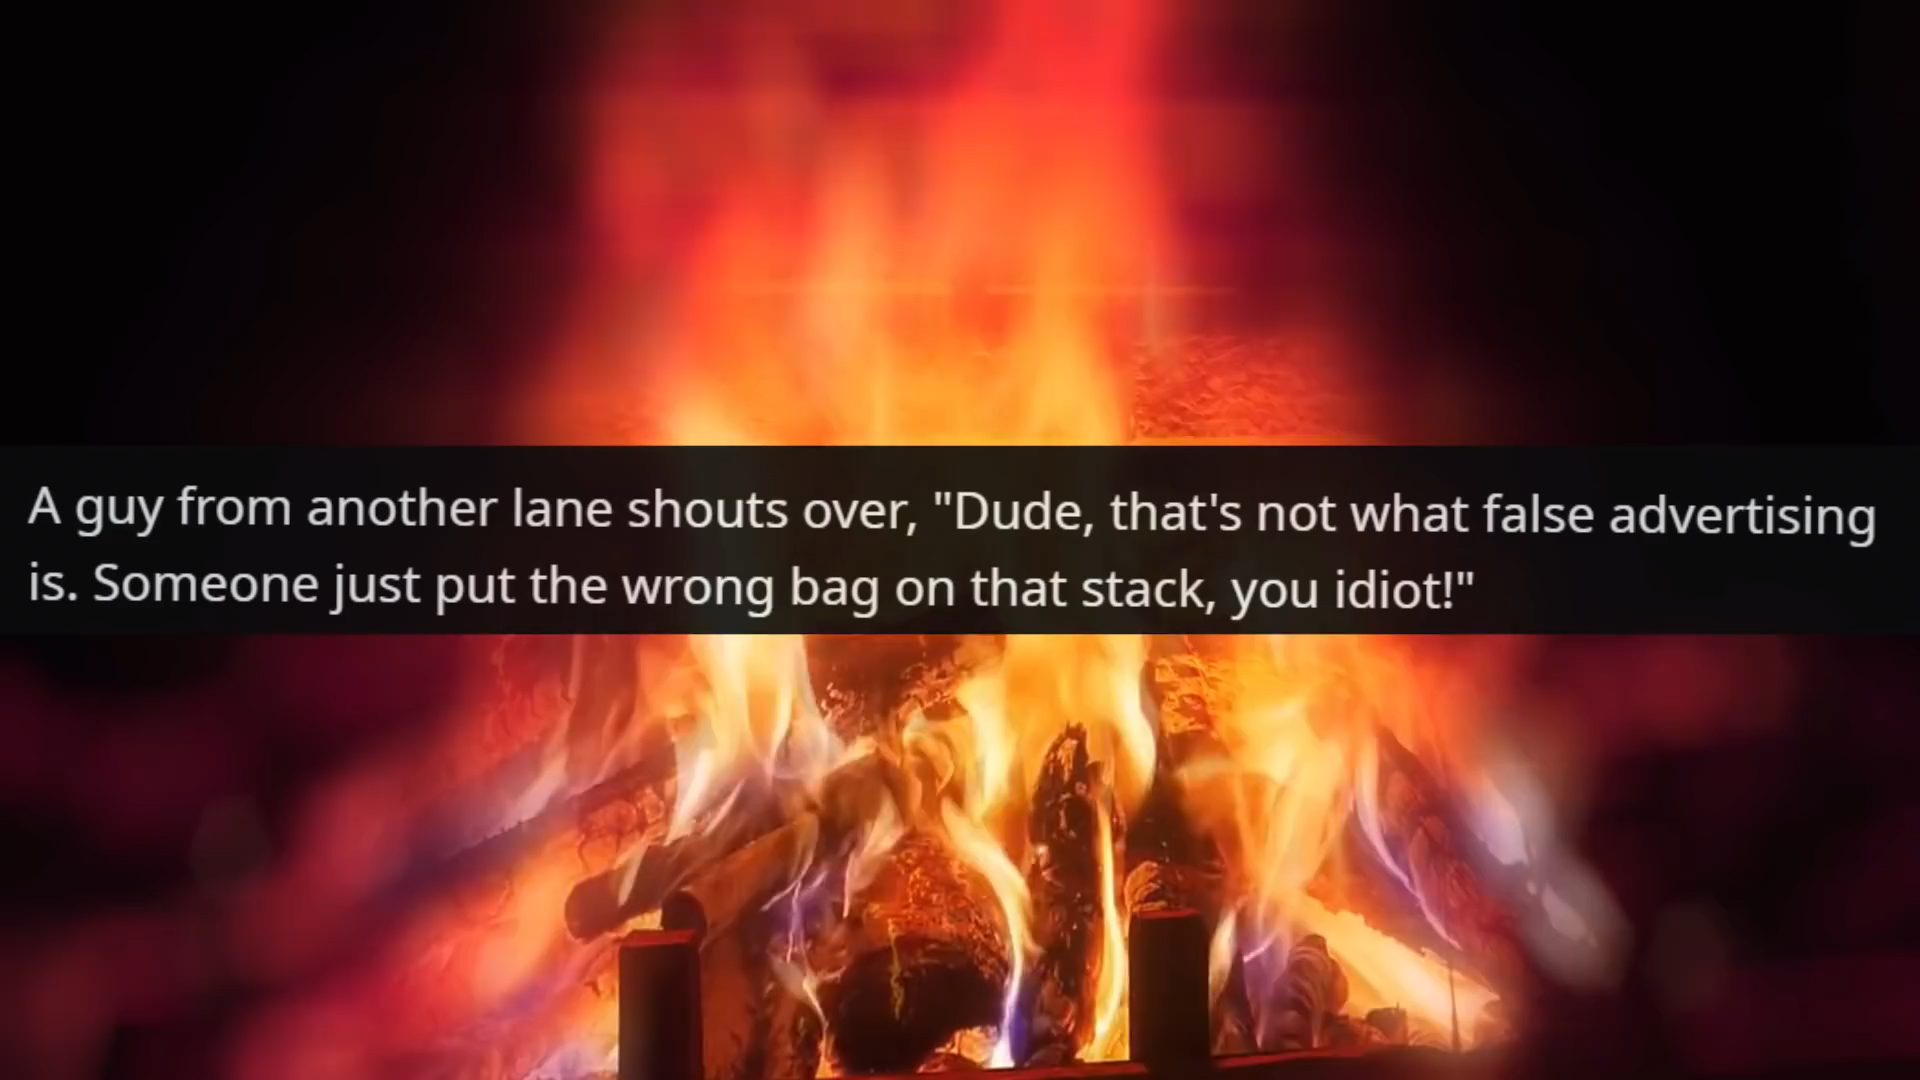 A guy from another lane shouts over, "Dude, that's not what false advertising
is. Someone just put the wrong bag on that stack, you idiot!"